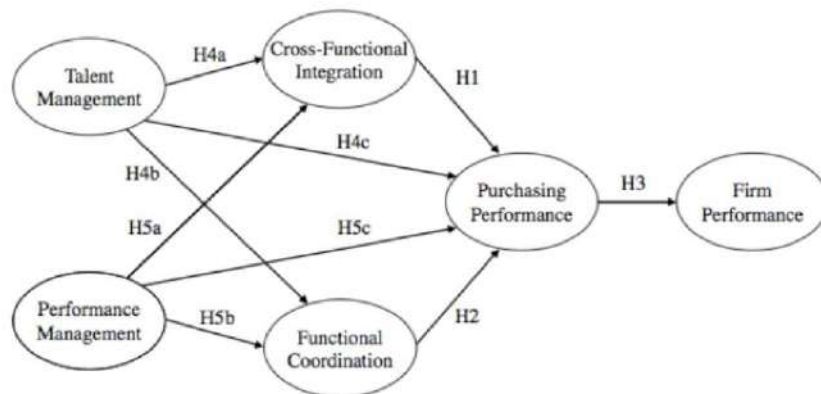 Talent
Management
H4a
Cross-Functional
Integration
H1
H4c
H4b
Purchasing
Performance
H3
Firm
Performance
H5a
H5c
Performance
Management
H5b
Functional
Coordination
H2